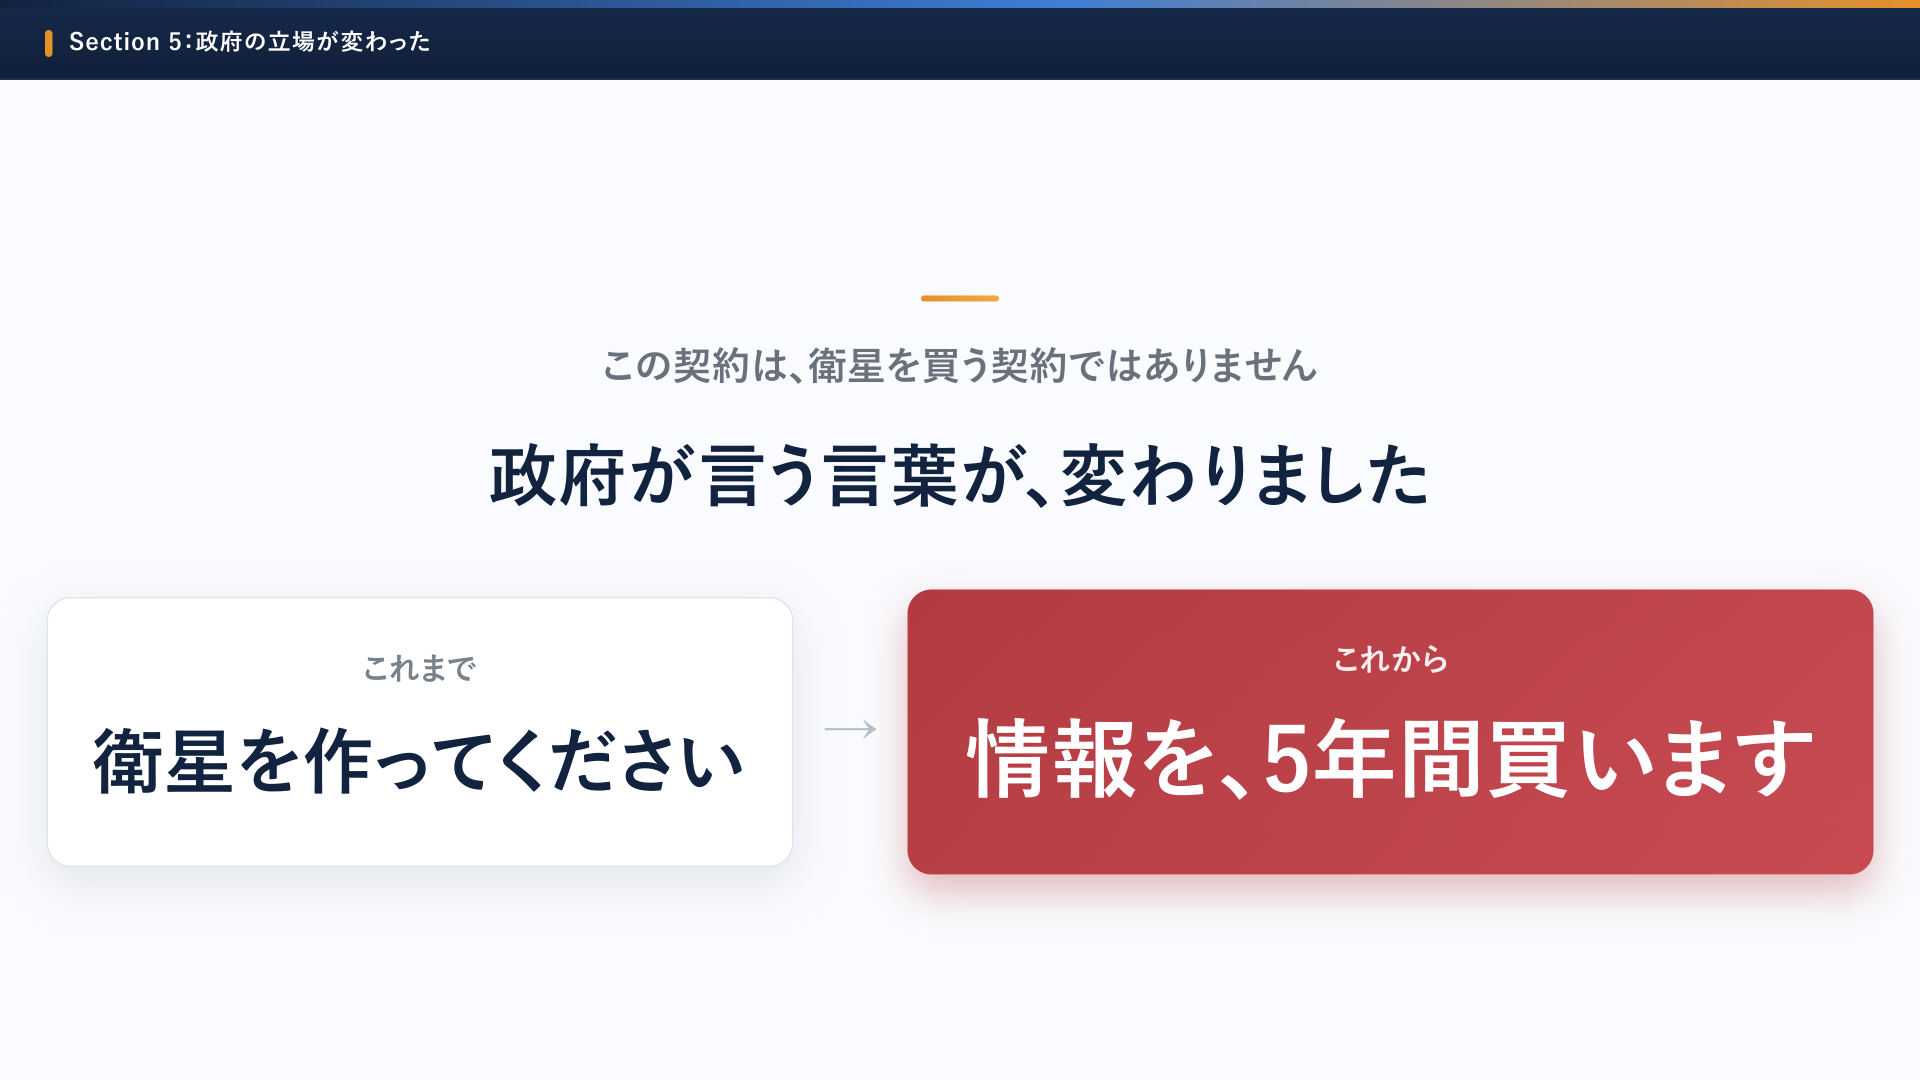 Section 5：政府の立場が変わった
この契約は、衛星を買う契約ではありません
政府が言う言葉が、変わりました
これまで
衛星を作ってください
→
これから
情報を、5年間買います